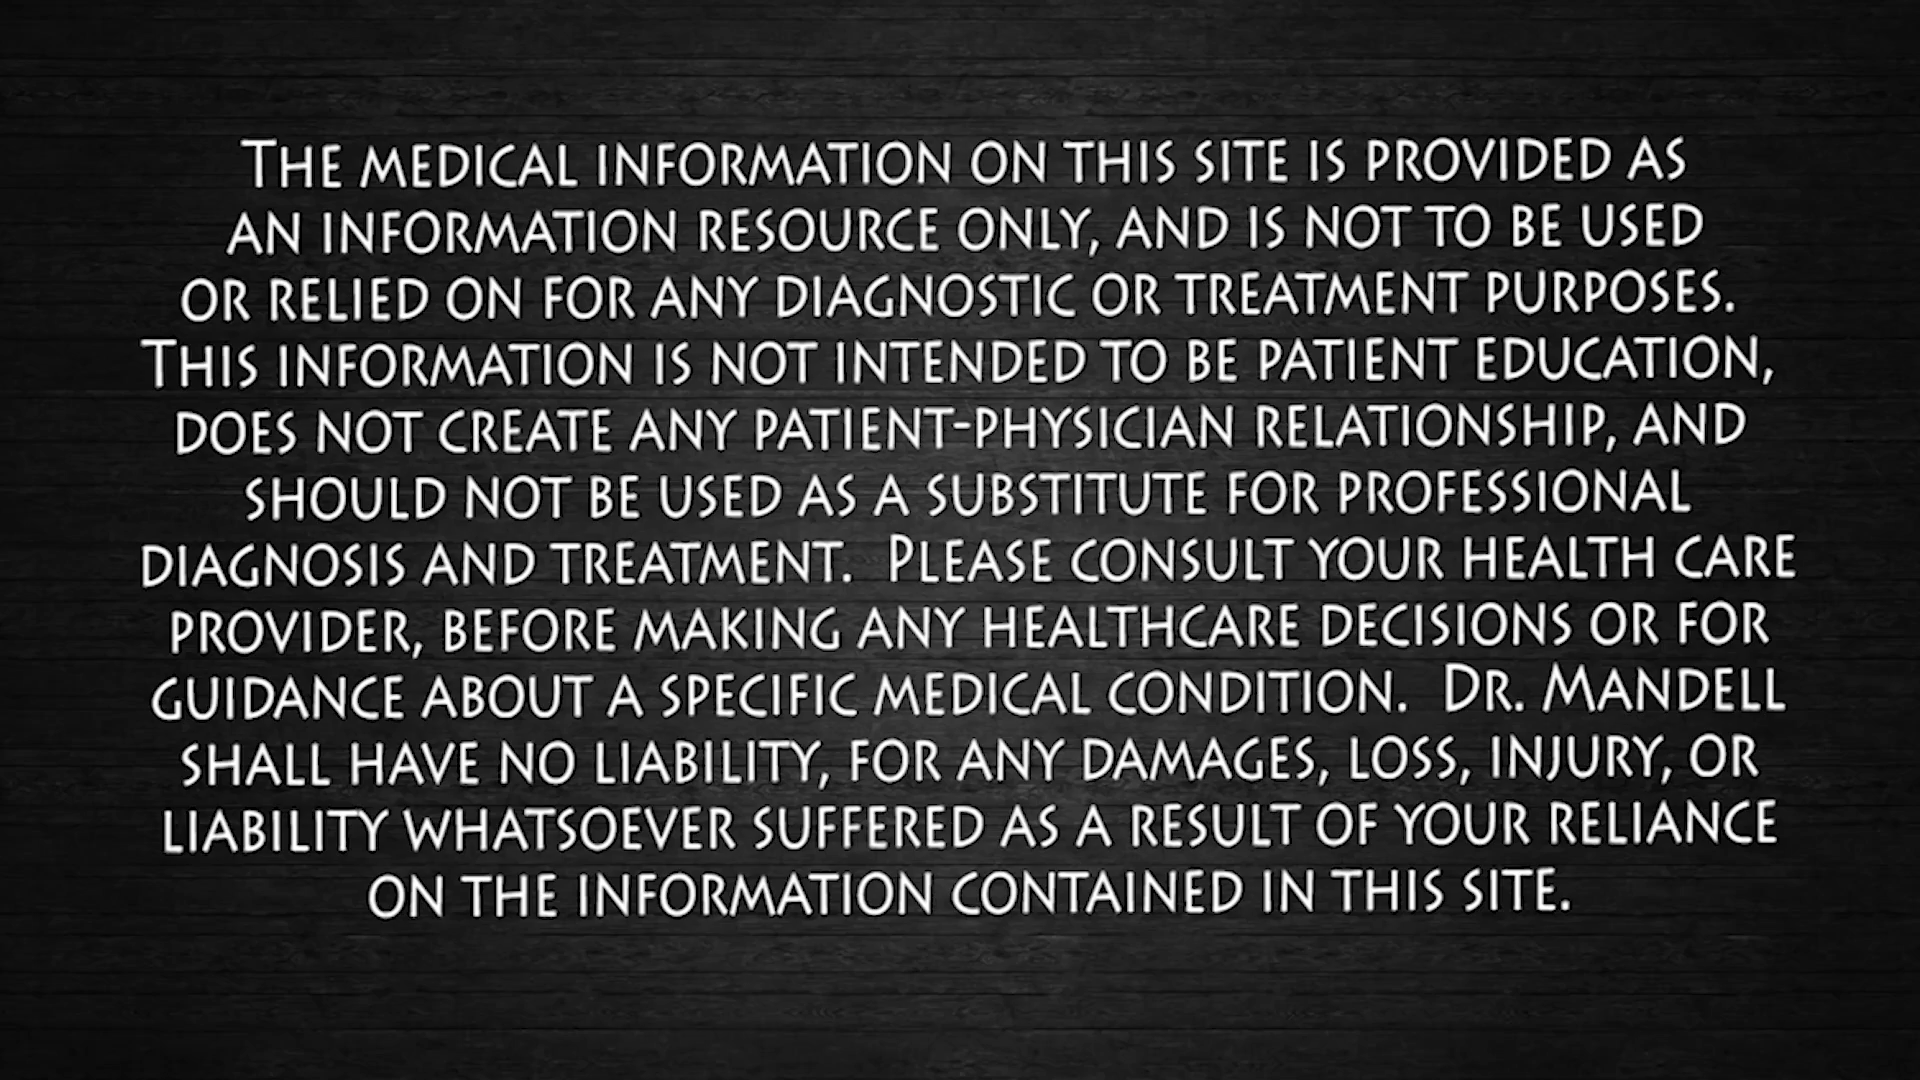 The medical information on this site is provided as
an information resource only, and is not to be used
or relied on for any diagnostic or treatment purposes.
This information is not intended to be patient education,
does not create any patient-physician relationship, and
should not be used as a substitute for professional
diagnosis and treatment.  Please consult your health care
provider, before making any healthcare decisions or for
guidance about a specific medical condition.  Dr. Mandell
shall have no liability, for any damages, loss, injury, or
liability whatsoever suffered as a result of your reliance
on the information contained in this site.